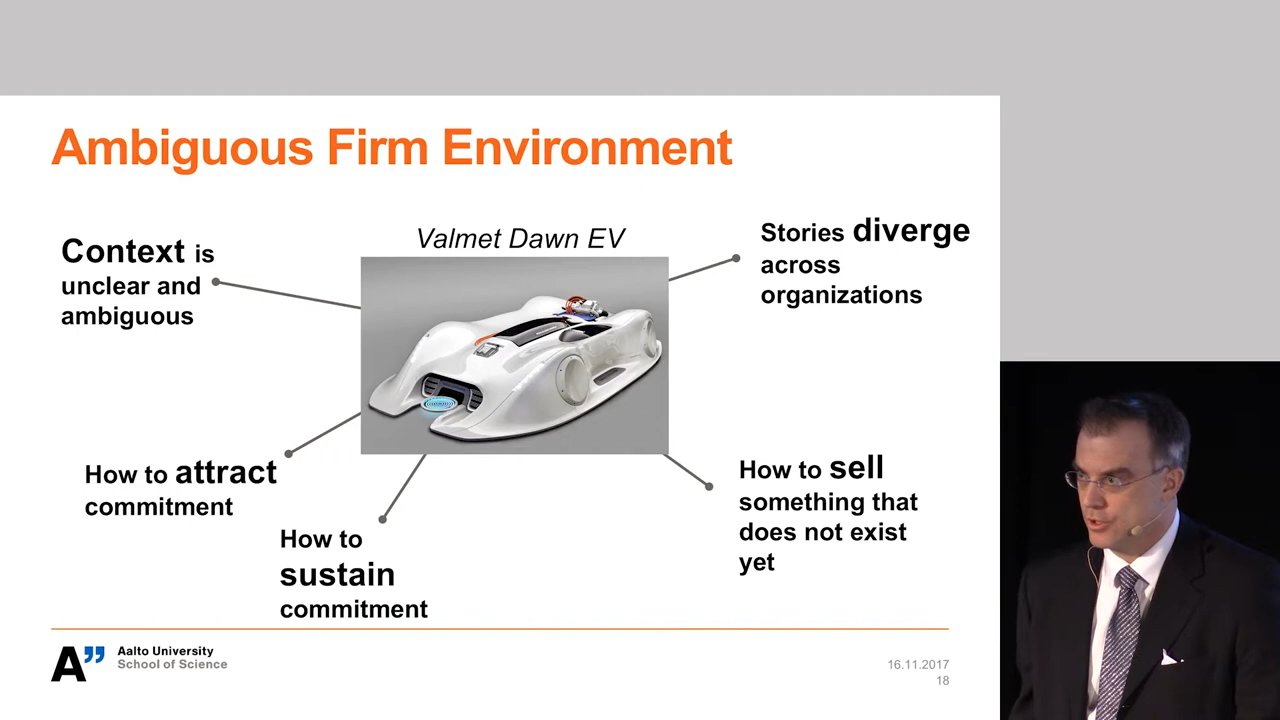 Ambiguous Firm Environment
Valmet Dawn EV
Context is
unclear and
ambiguous
Stories diverge
across
organizations
How to attract
commitment
How to
sustain
commitment
How to sell
something that
does not exist
yet
A”
Aalto University
School of Science
16.11.2017
18